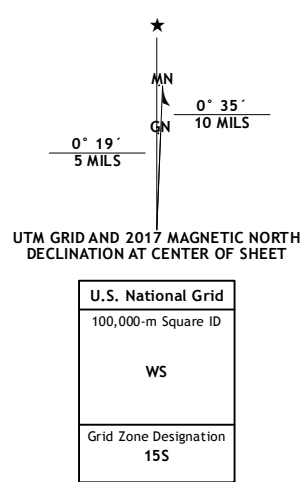 ★
MN
GN
0° 35´
10 MILS
0° 19´
5 MILS
UTM GRID AND 2017 MAGNETIC NORTH
DECLINATION AT CENTER OF SHEET
U.S. National Grid
100,000-m Square ID
WS
Grid Zone Designation
15S